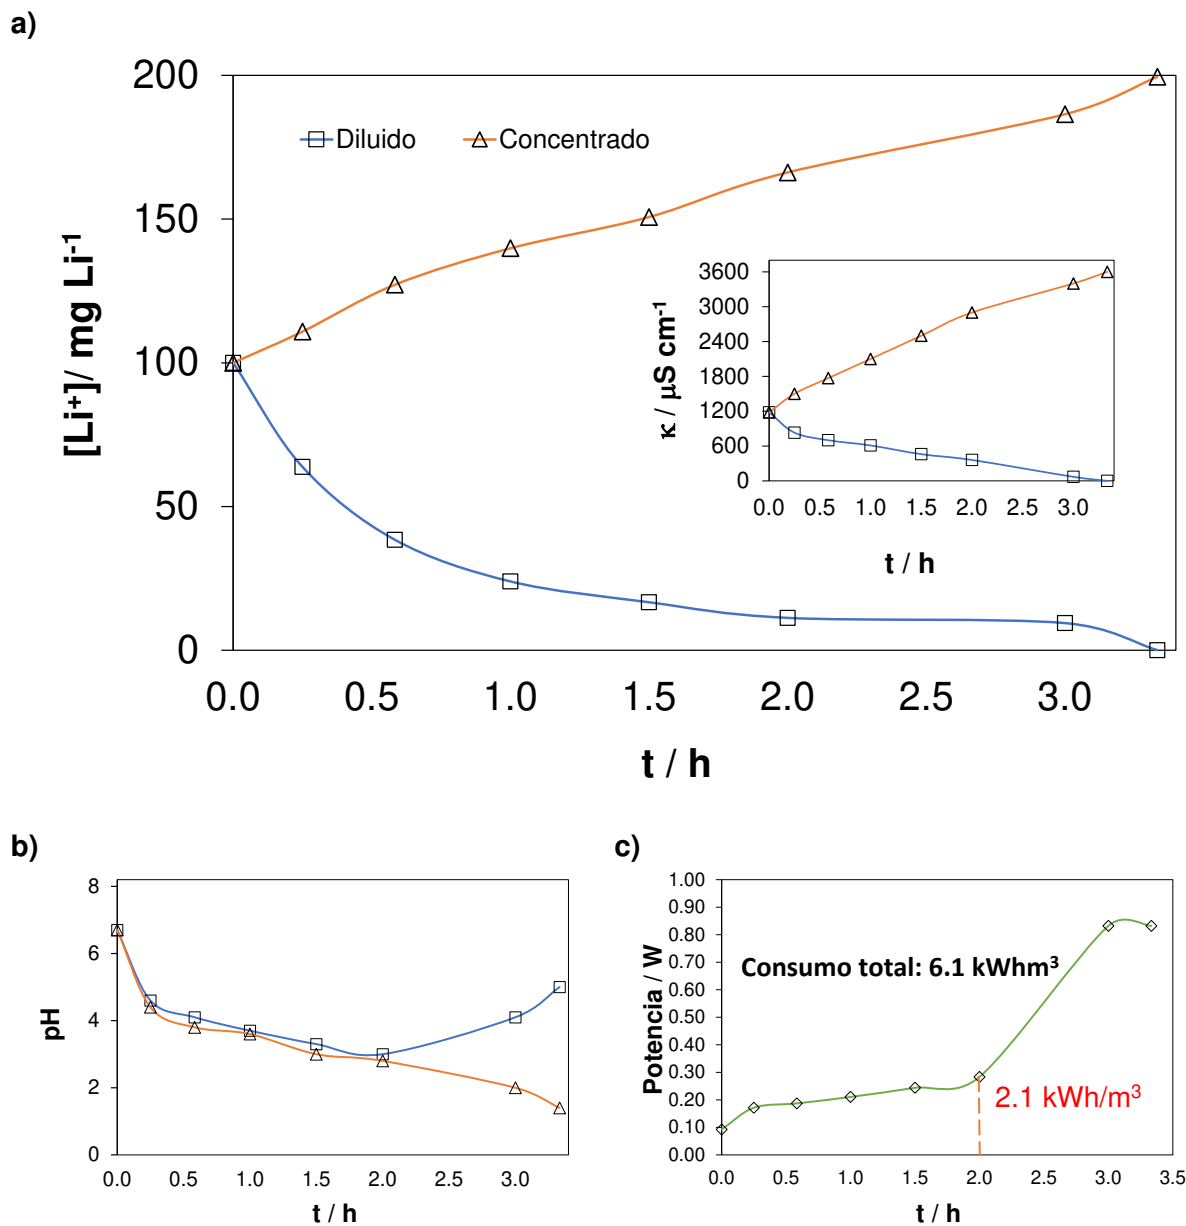 a)
200
150
100
50
0
[Li⁺]/ mg Li⁻¹
Diluido
Concentrado
0.0 0.5 1.0 1.5 2.0 2.5 3.0
t / h
3600
3000
2400
1800
1200
600
0
κ / μS cm⁻¹
0.0 0.5 1.0 1.5 2.0 2.5 3.0
t / h
b)
8
6
4
2
0
pH
0.0 0.5 1.0 1.5 2.0 2.5 3.0
t / h
c)
1.00
0.90
0.80
0.70
0.60
0.50
0.40
0.30
0.20
0.10
0.00
Potencia / W
Consumo total: 6.1 kWhm³
2.1 kWh/m³
0.0 0.5 1.0 1.5 2.0 2.5 3.0 3.5
t / h